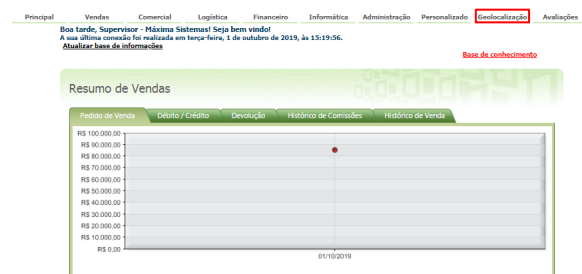 Principal Vendas Comercial Logística Financeiro Informática Administração Personalizado Geolocalização Avaliações
Boa tarde, Supervisor - Máxima Sistemas! Seja bem vindo!
A sua última conexão foi realizada em terça-feira, 1 de outubro de 2019, às 15:19:56.
Atualizar base de informações
Base de conhecimento
Resumo de Vendas
Pedido de Venda Débito / Crédito Devolução Histórico de Comissões Histórico de Venda
R$ 100.000,00
R$ 90.000,00
R$ 80.000,00
R$ 70.000,00
R$ 60.000,00
R$ 50.000,00
R$ 40.000,00
R$ 30.000,00
R$ 20.000,00
R$ 10.000,00
R$ 0,00
01/10/2019